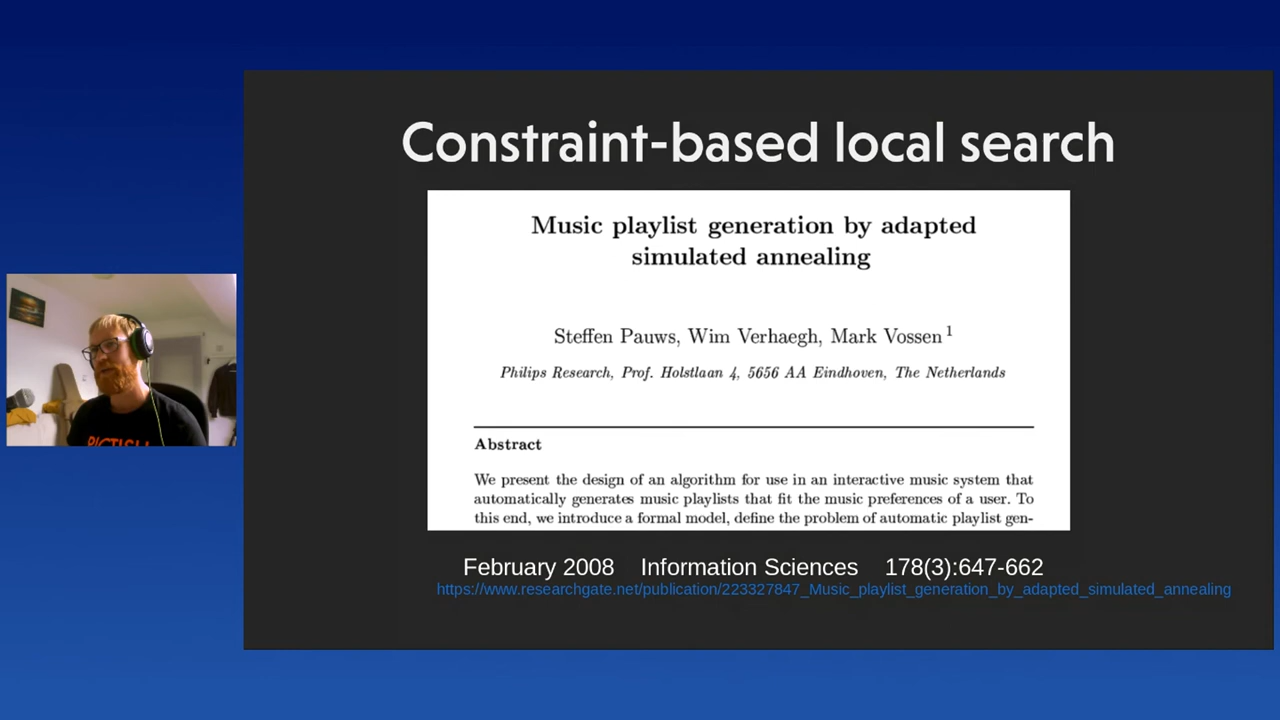 Constraint-based local search
Music playlist generation by adapted
simulated annealing
Steffen Pauws, Wim Verhaegh, Mark Vossen 1
Philips Research, Prof. Holstlaan 4, 5656 AA Eindhoven, The Netherlands
Abstract
We present the design of an algorithm for use in an interactive music system that
automatically generates music playlists that fit the music preferences of a user. To
this end, we introduce a formal model, define the problem of automatic playlist gen-
February 2008 Information Sciences 178(3):647-662
https://www.researchgate.net/publication/223327847_Music_playlist_generation_by_adapted_simulated_annealing